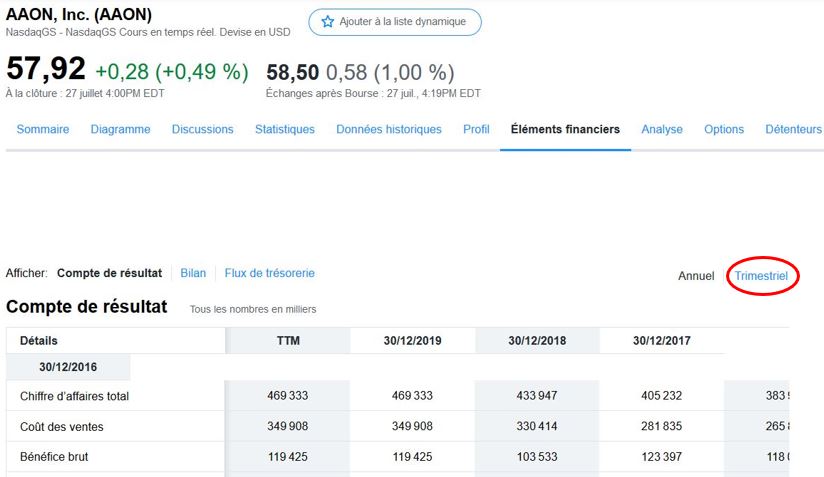 AAON, Inc. (AAON)
NasdaqGS - NasdaqGS Cours en temps réel. Devise en USD
Ajouter à la liste dynamique
57,92 +0,28 (+0,49 %) 58,50 0,58 (1,00 %)
À la clôture : 27 juillet 4:00PM EDT Échanges après Bourse : 27 juil., 4:19PM EDT
Sommaire Diagramme Discussions Statistiques Données historiques Profil Éléments financiers Analyse Options Détenteurs
Afficher: Compte de résultat Bilan Flux de trésorerie Annuel Trimestriel
Compte de résultat Tous les nombres en milliers
Détails TTM 30/12/2019 30/12/2018 30/12/2017
30/12/2016
Chiffre d'affaires total 469 333 469 333 433 947 405 232 383
Coût des ventes 349 908 349 908 330 414 281 835 265
Bénéfice brut 119 425 119 425 103 533 123 397 118